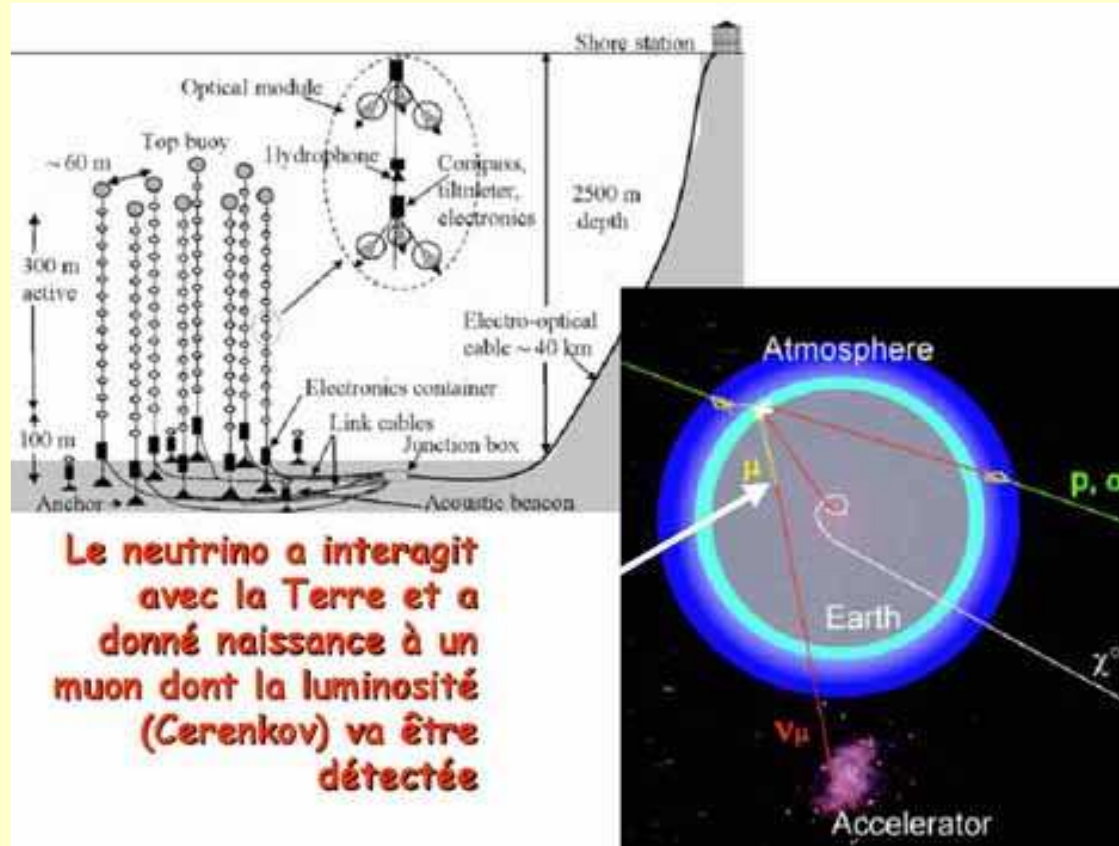 Shore station
Optical module
Top buoy
~ 60 m
Hydrophone
Compass,
tiltmeter,
electronics
2500 m
depth
300 m
active
Electro-optical
cable ~ 40 km
Electronics container
Link cables
100 m
Junction box
Anchor
Acoustic beacon
Le neutrino a interagit
avec la Terre et a
donné naissance à un
muon dont la luminosité
(Cerenkov) va être
détectée
Atmosphere
μ
p, α
Earth
χ°
νμ
Accelerator